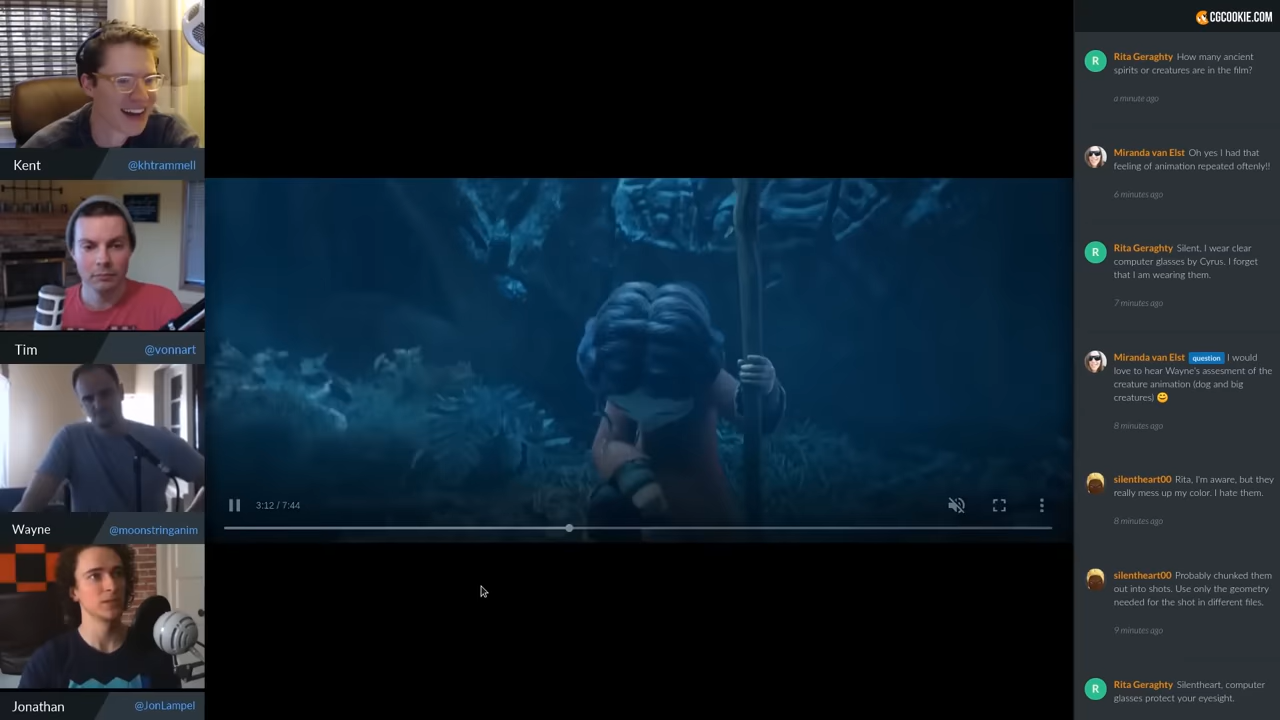 Kent
@khtrammell
Tim
@vonnart
Wayne
@moonstringanim
Jonathan
@JonLampel
3:12 / 7:44
CGCOOKIE.COM
R
Rita Geraghty How many ancient
spirits or creatures are in the film?
a minute ago
Miranda van Elst Oh yes I had that
feeling of animation repeated oftenly!!
6 minutes ago
R
Rita Geraghty Silent, I wear clear
computer glasses by Cyrus. I forget
that I am wearing them.
7 minutes ago
Miranda van Elst question I would
love to hear Wayne's assesment of the
creature animation (dog and big
creatures) 😊
8 minutes ago
silentheart00 Rita, I'm aware, but they
really mess up my color. I hate them.
8 minutes ago
silentheart00 Probably chunked them
out into shots. Use only the geometry
needed for the shot in different files.
9 minutes ago
R
Rita Geraghty Silentheart, computer
glasses protect your eyesight.